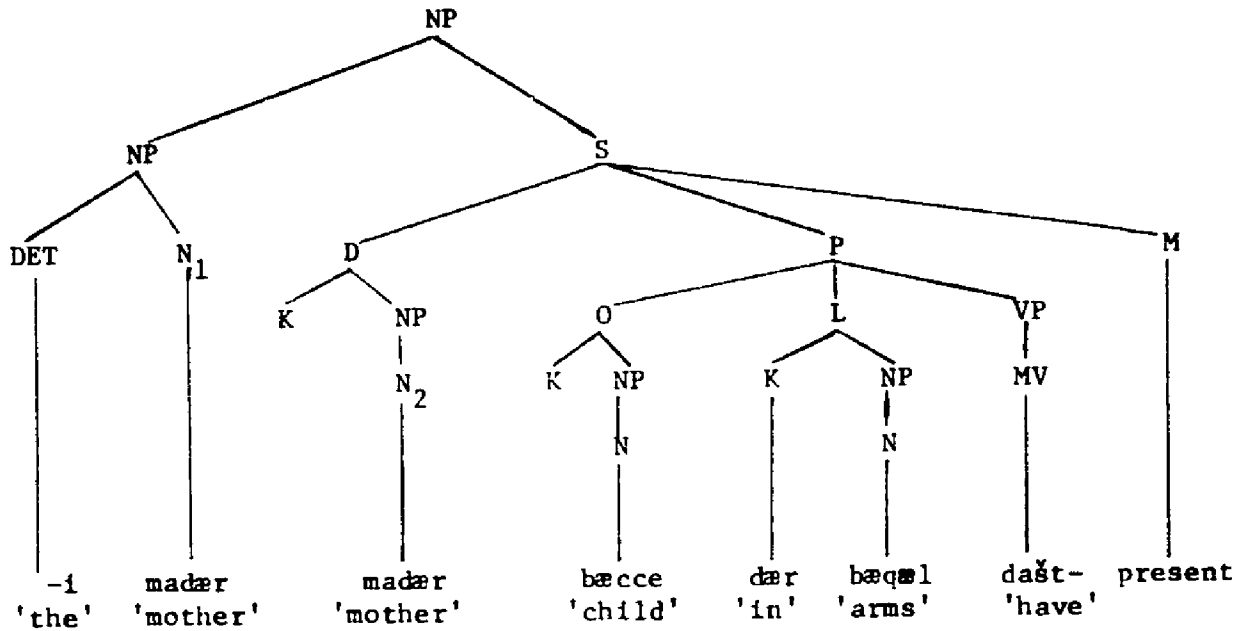 NP
NP S
DET N1 D P M
K NP O L VP
N2 K NP K NP MV
N N
-i madær madær bæcce dær bæqæl dašt- present
'the' 'mother' 'mother' 'child' 'in' 'arms' 'have'